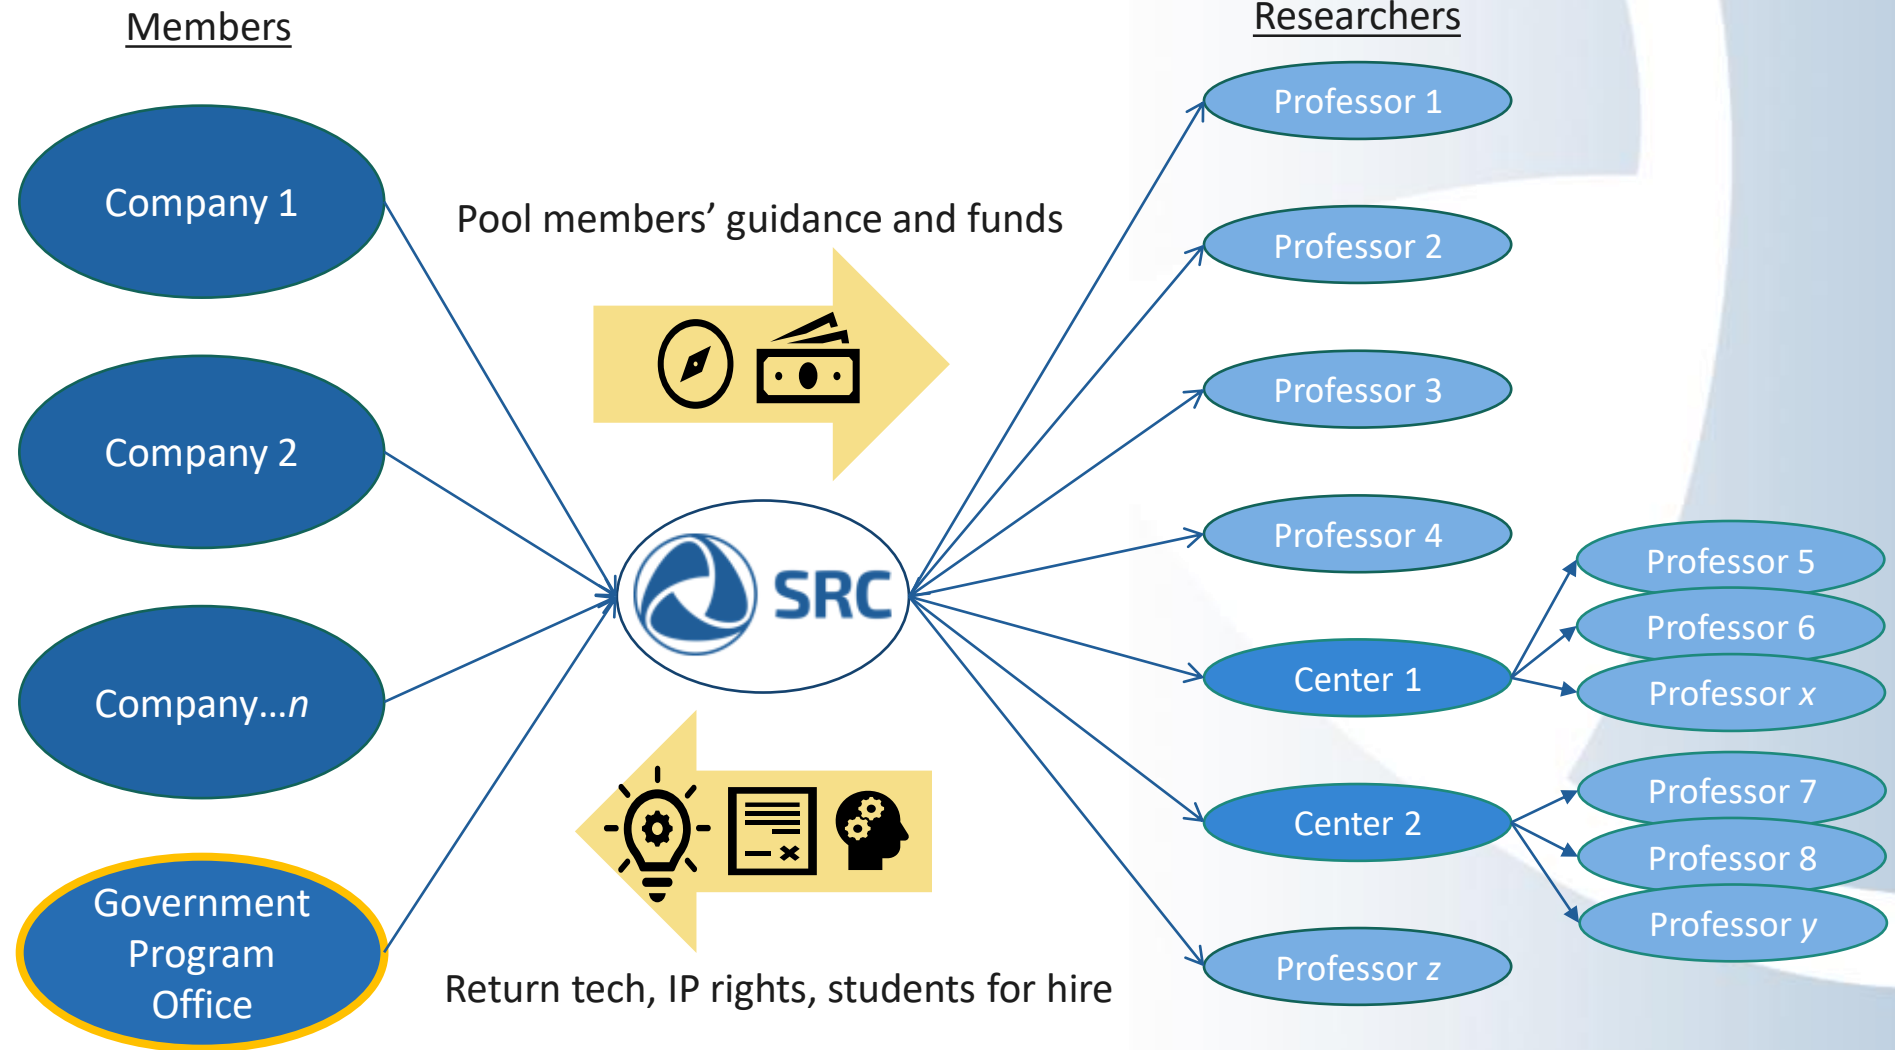 Members
Researchers
Company 1
Company 2
Company...n
Government
Program
Office
Pool members’ guidance and funds
SRC
Return tech, IP rights, students for hire
Professor 1
Professor 2
Professor 3
Professor 4
Center 1
Center 2
Professor z
Professor 5
Professor 6
Professor x
Professor 7
Professor 8
Professor y